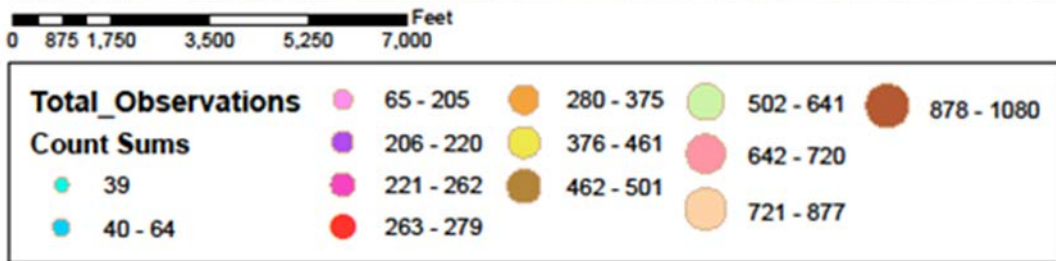 Feet
0 875 1,750 3,500 5,250 7,000
Total_Observations
Count Sums
39
40 - 64
65 - 205
206 - 220
221 - 262
263 - 279
280 - 375
376 - 461
462 - 501
502 - 641
642 - 720
721 - 877
878 - 1080